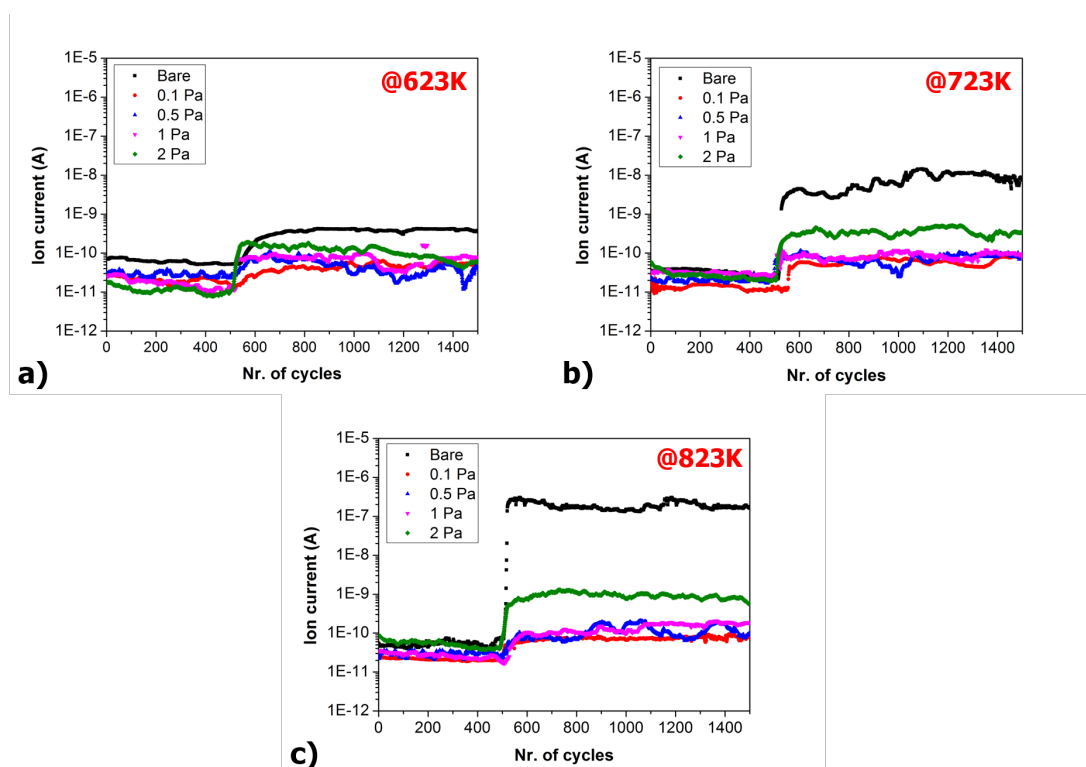 1E-5
1E-6
1E-7
1E-8
1E-9
1E-10
1E-11
1E-12
Ion current (A)
Bare
0.1 Pa
0.5 Pa
1 Pa
2 Pa
@623K
0 200 400 600 800 1000 1200 1400
Nr. of cycles
a)
1E-5
1E-6
1E-7
1E-8
1E-9
1E-10
1E-11
1E-12
Ion current (A)
Bare
0.1 Pa
0.5 Pa
1 Pa
2 Pa
@723K
0 200 400 600 800 1000 1200 1400
Nr. of cycles
b)
1E-5
1E-6
1E-7
1E-8
1E-9
1E-10
1E-11
1E-12
Ion current (A)
Bare
0.1 Pa
0.5 Pa
1 Pa
2 Pa
@823K
0 200 400 600 800 1000 1200 1400
Nr. of cycles
c)